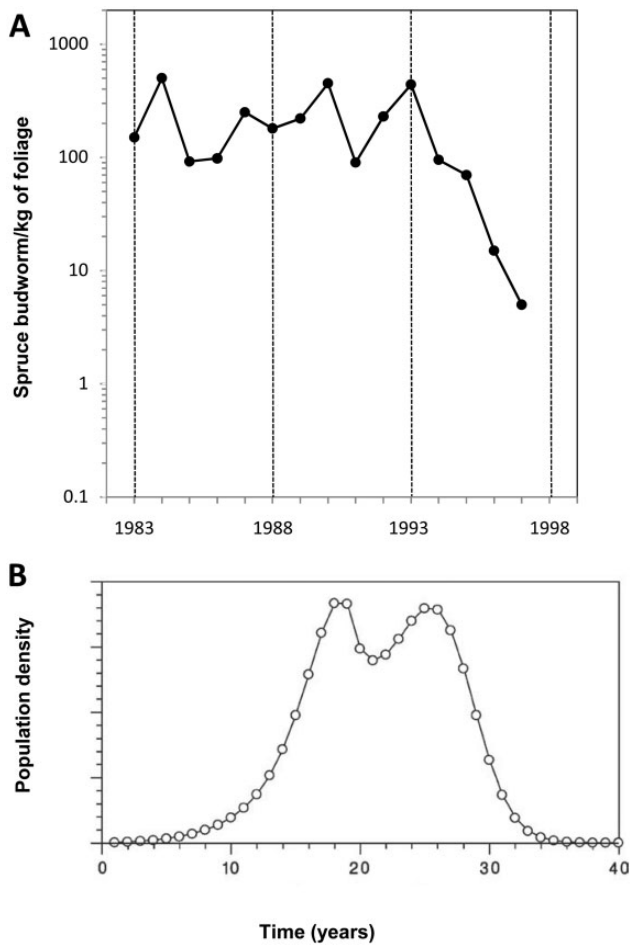 A
Spruce budworm/kg of foliage
1000
100
10
1
0.1
1983 1988 1993 1998
B
Population density
0 10 20 30 40
Time (years)